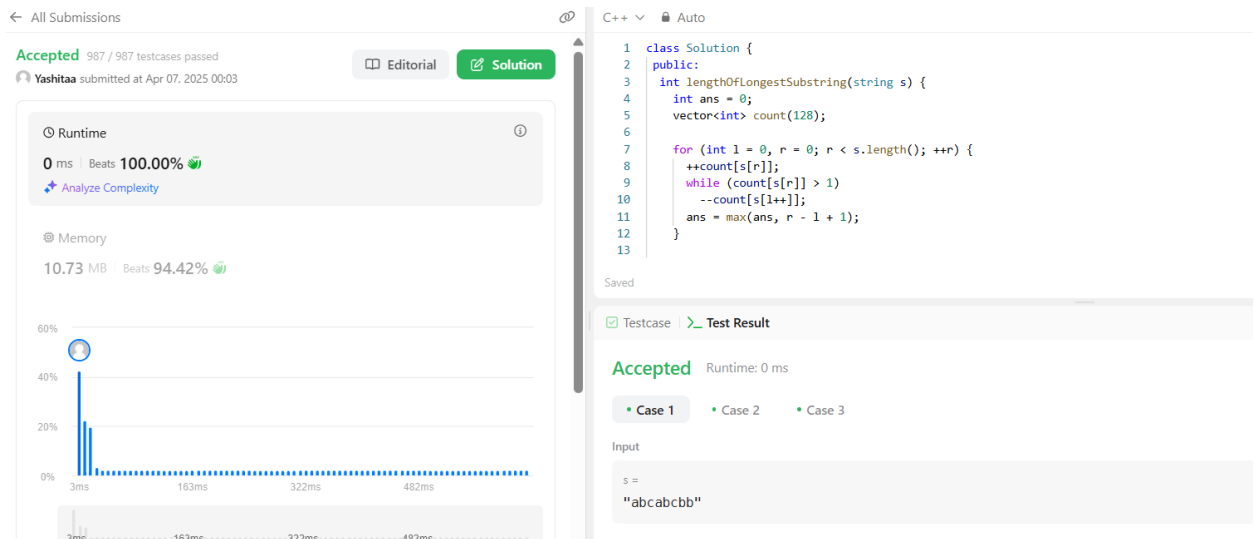 ← All Submissions
Accepted 987 / 987 testcases passed
Editorial
Solution
Yashitaa submitted at Apr 07, 2025 00:03
Runtime
0 ms | Beats 100.00%
Analyze Complexity
Memory
10.73 MB | Beats 94.42%
60%
40%
20%
0%
3ms 163ms 322ms 482ms
3ms 163ms 322ms 482ms
C++ Auto
1 class Solution {
2 public:
3 int lengthOfLongestSubstring(string s) {
4 int ans = 0;
5 vector<int> count(128);
6
7 for (int l = 0, r = 0; r < s.length(); ++r) {
8 ++count[s[r]];
9 while (count[s[r]] > 1)
10 --count[s[l++]];
11 ans = max(ans, r - l + 1);
12 }
13
Saved
Testcase | >_ Test Result
Accepted Runtime: 0 ms
• Case 1 • Case 2 • Case 3
Input
s =
"abcabcbb"